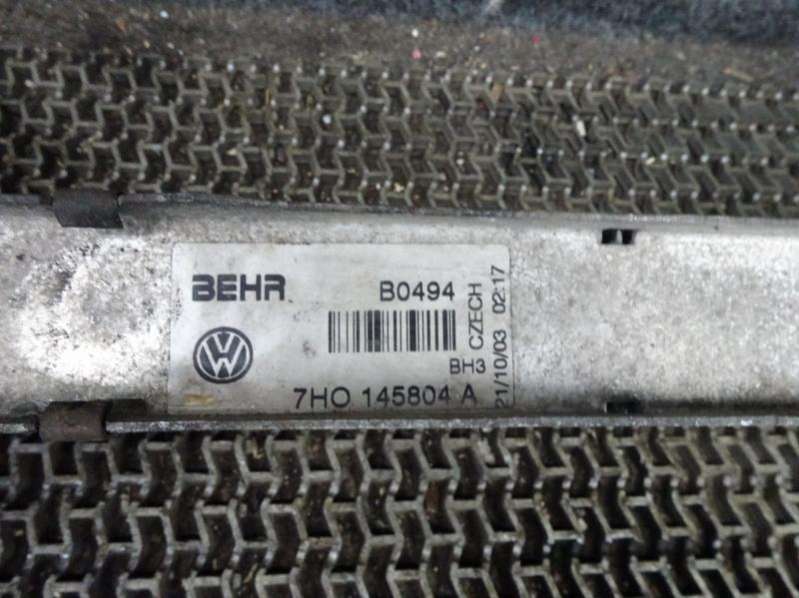 BEHR B0494
BH3
7HO 145804 A
CZECH
21/10/03 02:17